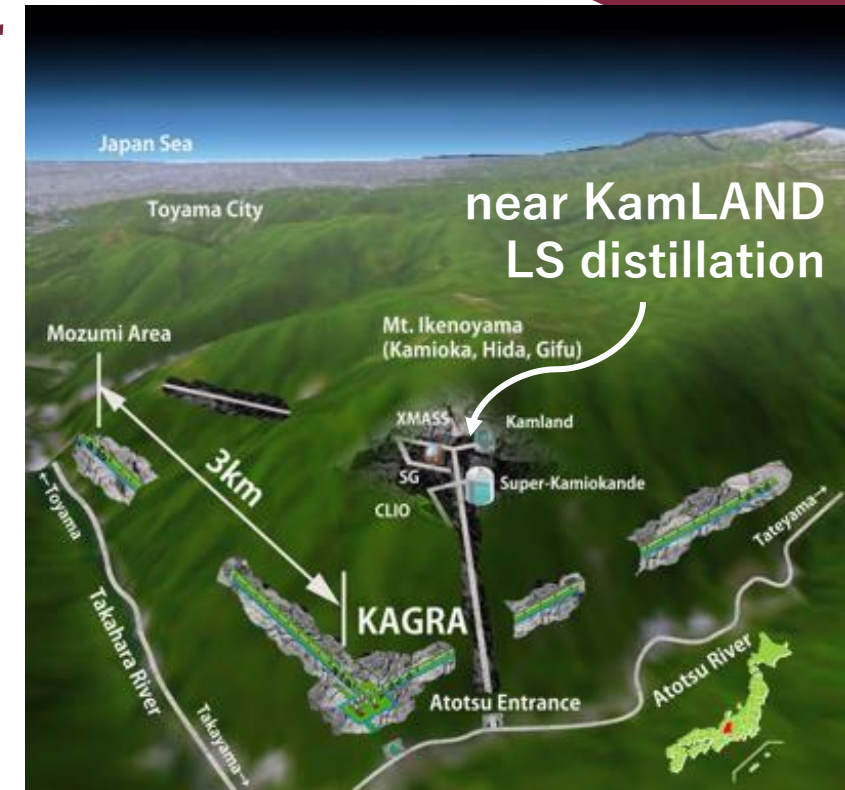 Japan Sea
Toyama City
near KamLAND
LS distillation
Mozumi Area
Mt. Ikenoyama
(Kamioka, Hida, Gifu)
XMASS
Kamland
3km
SG
Super-Kamiokande
CLIO
←Toyama
Tateyama→
KAGRA
Takahara River
Atotsu River
Atotsu Entrance
Takayama→